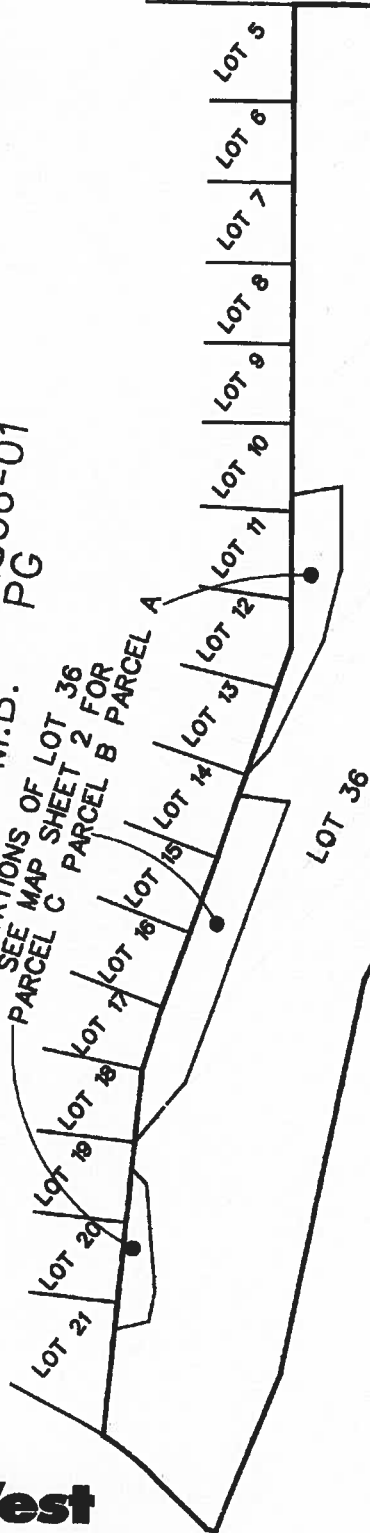 M.B. PG
OF LOT 36
SEE MAP SHEET 2 FOR
PARCEL C PARCEL B PARCEL A
LOT 5
LOT 6
LOT 7
LOT 8
LOT 9
LOT 10
LOT 11
LOT 12
LOT 13
LOT 14
LOT 15
LOT 16
LOT 17
LOT 18
LOT 19
LOT 20
LOT 21
LOT 36